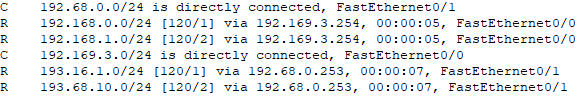 C 192.68.0.0/24 is directly connected, FastEthernet0/1
R 192.168.0.0/24 [120/1] via 192.169.3.254, 00:00:05, FastEthernet0/0
R 192.168.1.0/24 [120/2] via 192.169.3.254, 00:00:05, FastEthernet0/0
C 192.169.3.0/24 is directly connected, FastEthernet0/0
R 193.16.1.0/24 [120/1] via 192.68.0.253, 00:00:07, FastEthernet0/1
R 193.68.10.0/24 [120/2] via 192.68.0.253, 00:00:07, FastEthernet0/1